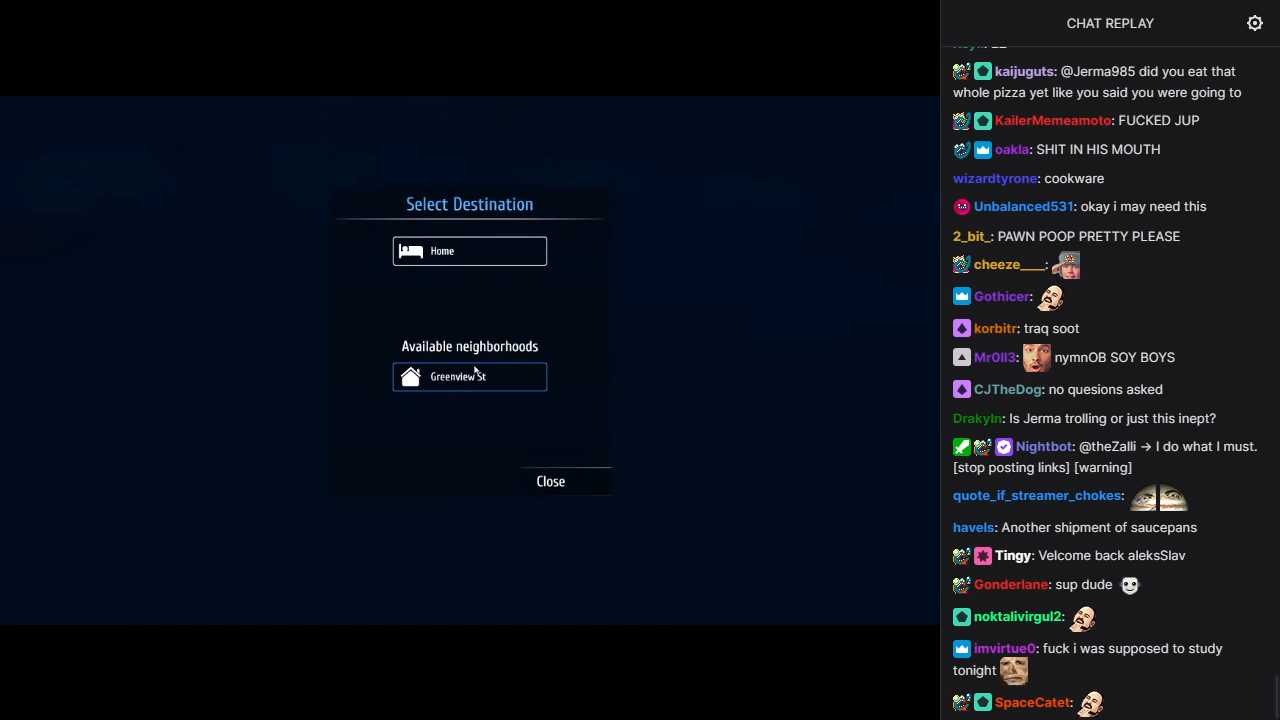 Select Destination
Home
Available neighborhoods
Greenview St
Close
CHAT REPLAY
kaijuguts: @Jerma985 did you eat that
whole pizza yet like you said you were going to
KailerMemeamoto: FUCKED JUP
oakla: SHIT IN HIS MOUTH
wizardtyrone: cookware
Unbalanced531: okay i may need this
2_bit_: PAWN POOP PRETTY PLEASE
cheeze____:
Gothicer:
korbitr: traq soot
Mr0ll3: nymnOB SOY BOYS
CJTheDog: no quesions asked
DrakyIn: Is Jerma trolling or just this inept?
Nightbot: @theZalli -> I do what I must.
[stop posting links] [warning]
quote_if_streamer_chokes:
havels: Another shipment of saucepans
Tingy: Velcome back aleksSlav
Gonderlane: sup dude
noktalivirgul2:
imvirtue0: fuck i was supposed to study
tonight
SpaceCatet: